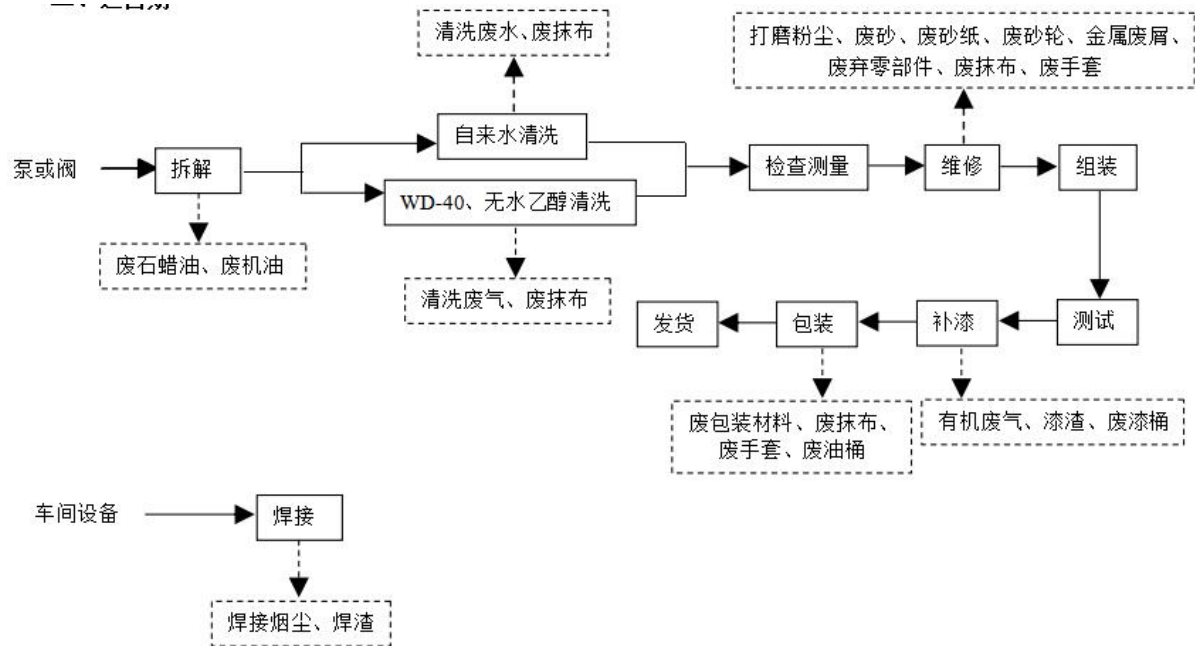 清洗废水、废抹布
打磨粉尘、废砂、废砂纸、废砂轮、金属废屑、
废弃零部件、废抹布、废手套
自来水清洗
泵或阀
拆解
检查测量
维修
组装
WD-40、无水乙醇清洗
废石蜡油、废机油
清洗废气、废抹布
发货
包装
补漆
测试
废包装材料、废抹布、
废手套、废油桶
有机废气、漆渣、废漆桶
车间设备
焊接
焊接烟尘、焊渣